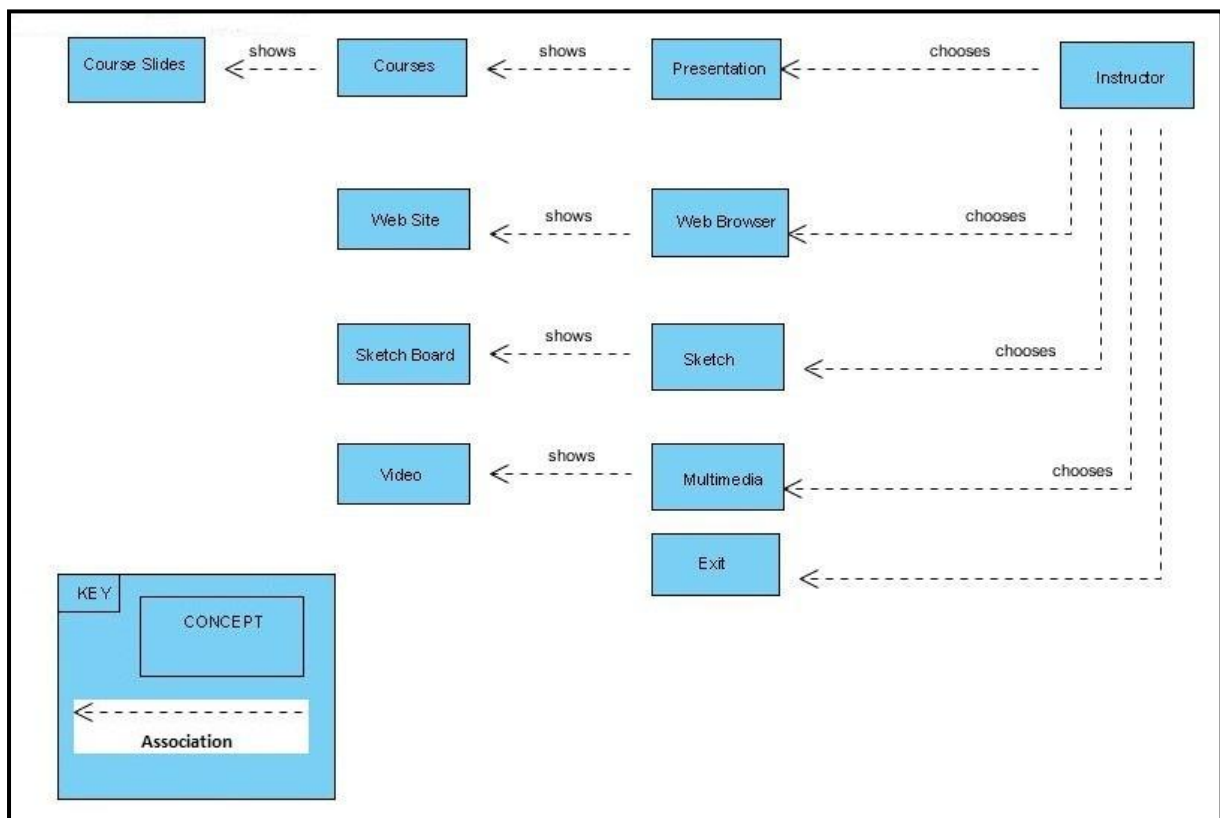 Course Slides
shows
Courses
shows
Presentation
chooses
Instructor
Web Site
shows
Web Browser
chooses
Sketch Board
shows
Sketch
chooses
Video
shows
Multimedia
chooses
Exit
KEY
CONCEPT
Association